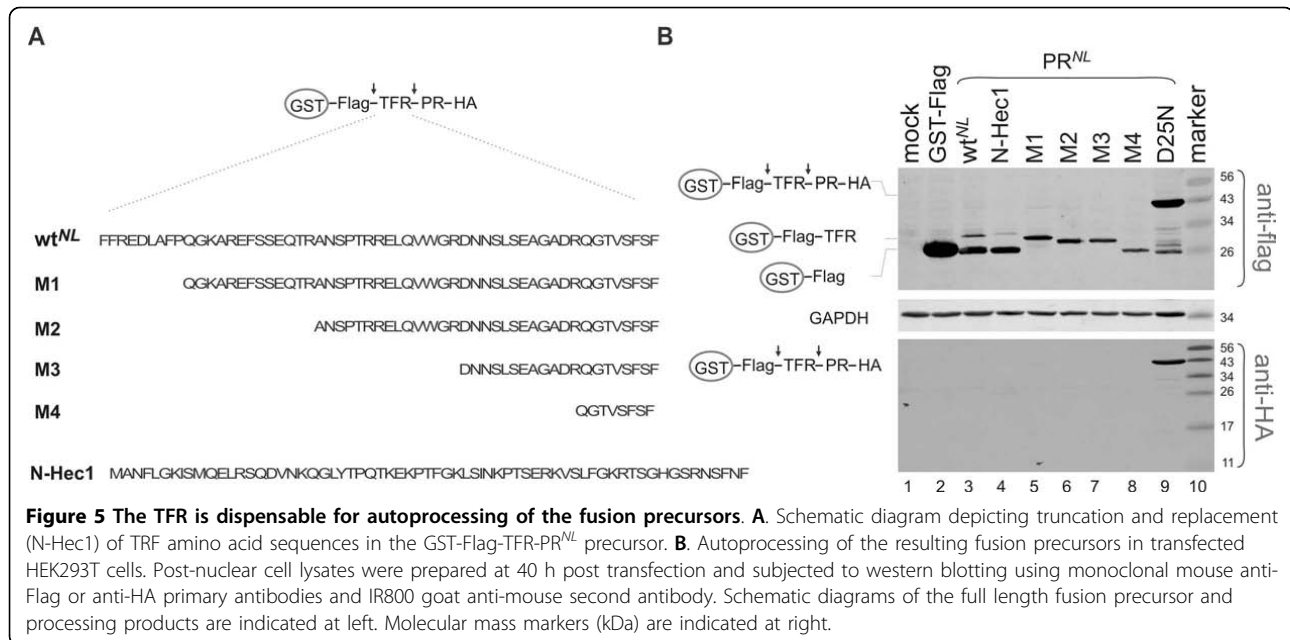 A
GST-Flag-TFR-PR-HA
wtNL FFREDLAFPQGKAREFSSEQTRANSPTRRELQVWGRDNNSLSEAGADRQGTVSFSF
M1 QGKAREFSSEQTRANSPTRRELQVWGRDNNSLSEAGADRQGTVSFSF
M2 ANSPTRRELQVWGRDNNSLSEAGADRQGTVSFSF
M3 DNNSLSEAGADRQGTVSFSF
M4 QGTVSFSF
N-Hec1 MANFLGKISMQELRSQDVNKQGLYTPQTKEKPTFGKLSINKPTSERKVSLFGKRTSGHGSRNSFNF
B
PRNL
mock GST-Flag wtNL N-Hec1 M1 M2 M3 M4 D25N marker
GST-Flag-TFR-PR-HA
GST-Flag-TFR
GST-Flag
56
43
34
26
anti-flag
GAPDH
34
GST-Flag-TFR-PR-HA
56
43
34
26
17
11
anti-HA
1 2 3 4 5 6 7 8 9 10
Figure 5 The TFR is dispensable for autoprocessing of the fusion precursors. A. Schematic diagram depicting truncation and replacement
(N-Hec1) of TRF amino acid sequences in the GST-Flag-TFR-PRNL precursor. B. Autoprocessing of the resulting fusion precursors in transfected
HEK293T cells. Post-nuclear cell lysates were prepared at 40 h post transfection and subjected to western blotting using monoclonal mouse anti-
Flag or anti-HA primary antibodies and IR800 goat anti-mouse second antibody. Schematic diagrams of the full length fusion precursor and
processing products are indicated at left. Molecular mass markers (kDa) are indicated at right.